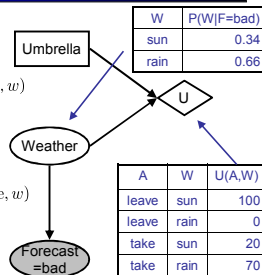 W P(W|F=bad)
sun 0.34
rain 0.66
Umbrella
, w)
U
Weather
A W U(A,W)
leave sun 100
leave rain 0
take sun 20
take rain 70
e, w)
Forecast
=bad